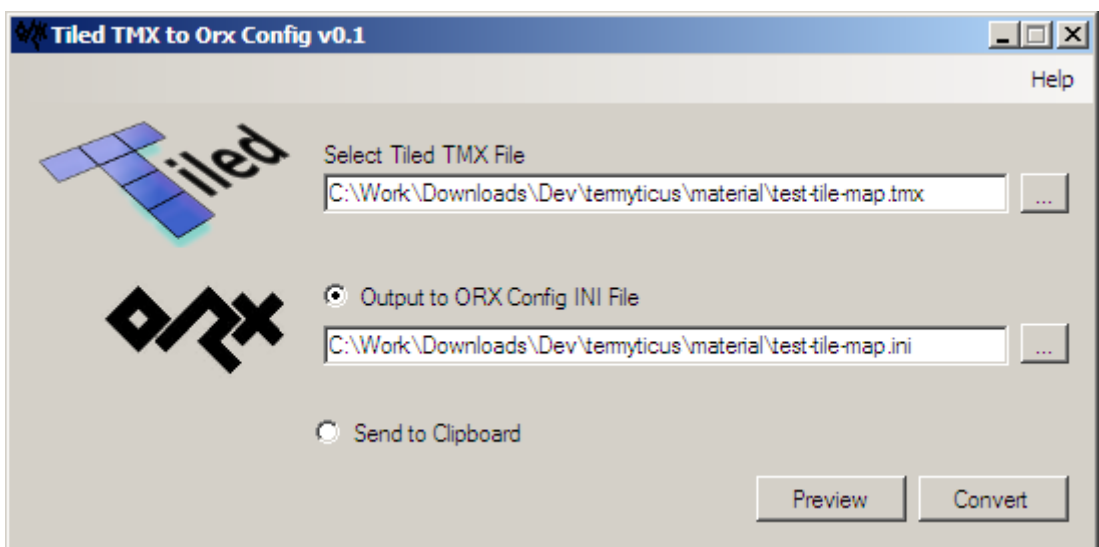 Tiled TMX to Orx Config v0.1
Help
Tiled
Select Tiled TMX File
C:\Work\Downloads\Dev\termyticus\material\test-tile-map.tmx
...
orx
Output to ORX Config INI File
C:\Work\Downloads\Dev\termyticus\material\test-tile-map.ini
...
Send to Clipboard
Preview
Convert